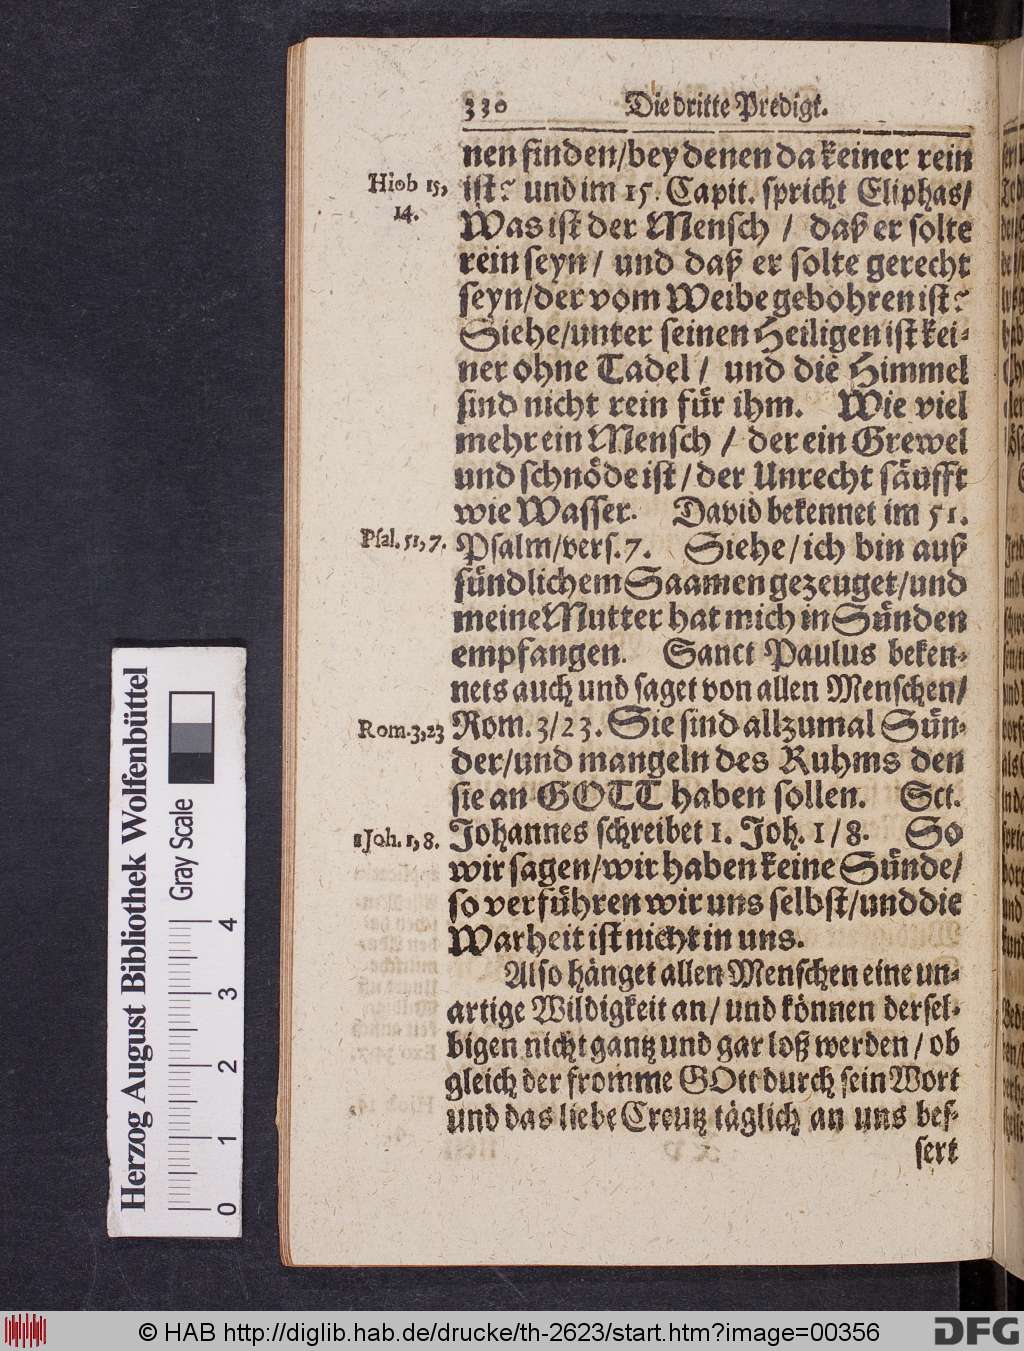 330 Die dritte Predigt.
nen finden/bey denen da keiner rein
Hiob 15,
14.
ist? und im 15. Capit. spricht Eliphas/
Was ist der Mensch / daß er solte
rein seyn / und daß er solte gerecht
seyn/der vom Weibe gebohren ist?
Siehe/unter seinen Heiligen ist kei-
ner ohne Tadel / und die Himmel
sind nicht rein für ihm. Wie viel
mehr ein Mensch / der ein Grewel
und schnöde ist / der Unrecht säufft
wie Wasser. David bekennet im 51.
Psal. 51, 7.
Psalm/vers. 7. Siehe/ich bin auß
sündlichem Saamen gezeuget/und
meine Mutter hat mich in Sünden
empfangen. Sanct Paulus beken-
nets auch und saget von allen Menschen/
Rom. 3,23
Rom. 3/23. Sie sind allzumal Sün-
der/und mangeln des Ruhms den
sie an GOTT haben sollen. Sct.
1 Joh. 1, 8.
Johannes schreibet 1. Joh. 1/8. So
wir sagen/wir haben keine Sünde/
so verführen wir uns selbst/und die
Warheit ist nicht in uns.
Also hänget allen Menschen eine un-
artige Wildigkeit an/ und können dersel-
bigen nicht gantz und gar loß werden / ob
gleich der fromme GOtt durch sein Wort
und das liebe Creutz täglich an uns bes-
sert
Herzog August Bibliothek Wolfenbüttel
Gray Scale
0 1 2 3 4
© HAB http://diglib.hab.de/drucke/th-2623/start.htm?image=00356
DFG